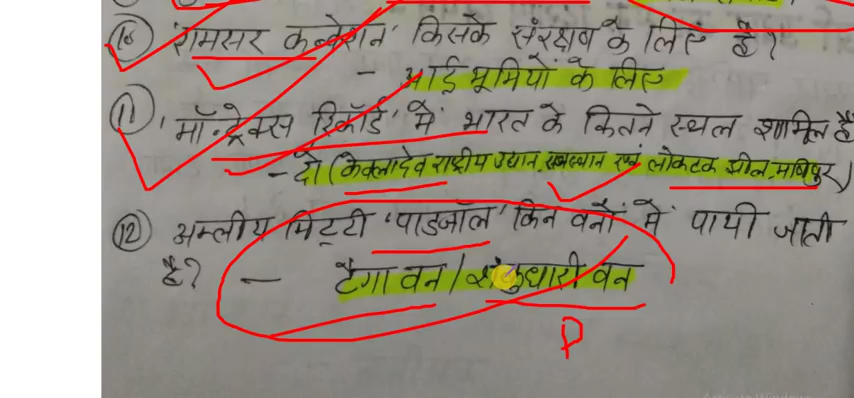 (10) 'रामसर कन्वेंशन' किसके संरक्षण के लिए है?
- आर्द्र भूमियों के लिए
(11) 'मॉन्ट्रेक्स रिकॉर्ड' में भारत के कितने स्थल शामिल हैं
- दो (केवलादेव राष्ट्रीय उद्यान, राजस्थान एवं लोकटक झील, मणिपुर)
(12) अम्लीय मिट्टी 'पाडजॉल' किन वनों में पायी जाती
है? - टैगा वन / शंकुधारी वन
P